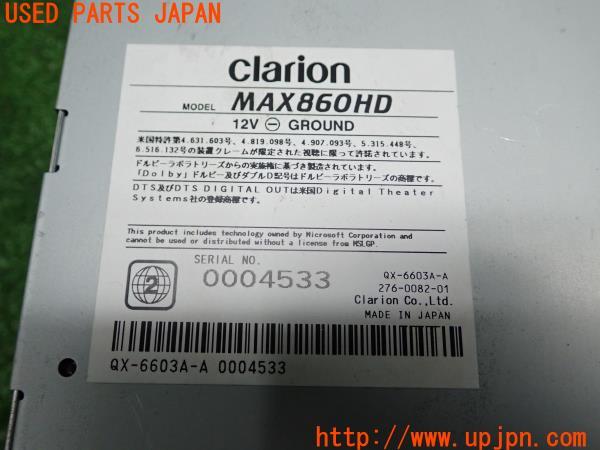 USED PARTS JAPAN
clarion
MODEL MAX860HD
12V ⊖ GROUND
米国特許第4.631.603号、4.819.098号、4.907.093号、5.315.448号、
6.516.132号の装置クレームが限定された視聴に限って許諾されています。
ドルビーラボラトリーズからの実施権に基づき製造されています。
「Dolby」ドルビー及びダブルD記号はドルビーラボラトリーズの商標です。
DTS及びDTS DIGITAL OUTは米国Digital Theater
Systems社の登録商標です。
This product includes technology owned by Microsoft Corporation and
cannot be used or distributed without a license from MSLGP.
2
SERIAL NO.
0004533
QX-6603A-A
276-0082-01
Clarion Co.,Ltd.
MADE IN JAPAN
QX-6603A-A 0004533
(株)アップジェイ
http://www.upjpn.com/